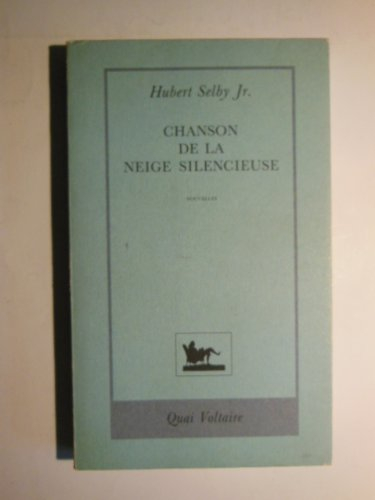 Hubert Selby Jr.
CHANSON
DE LA
NEIGE SILENCIEUSE
NOUVELLES
Quai Voltaire